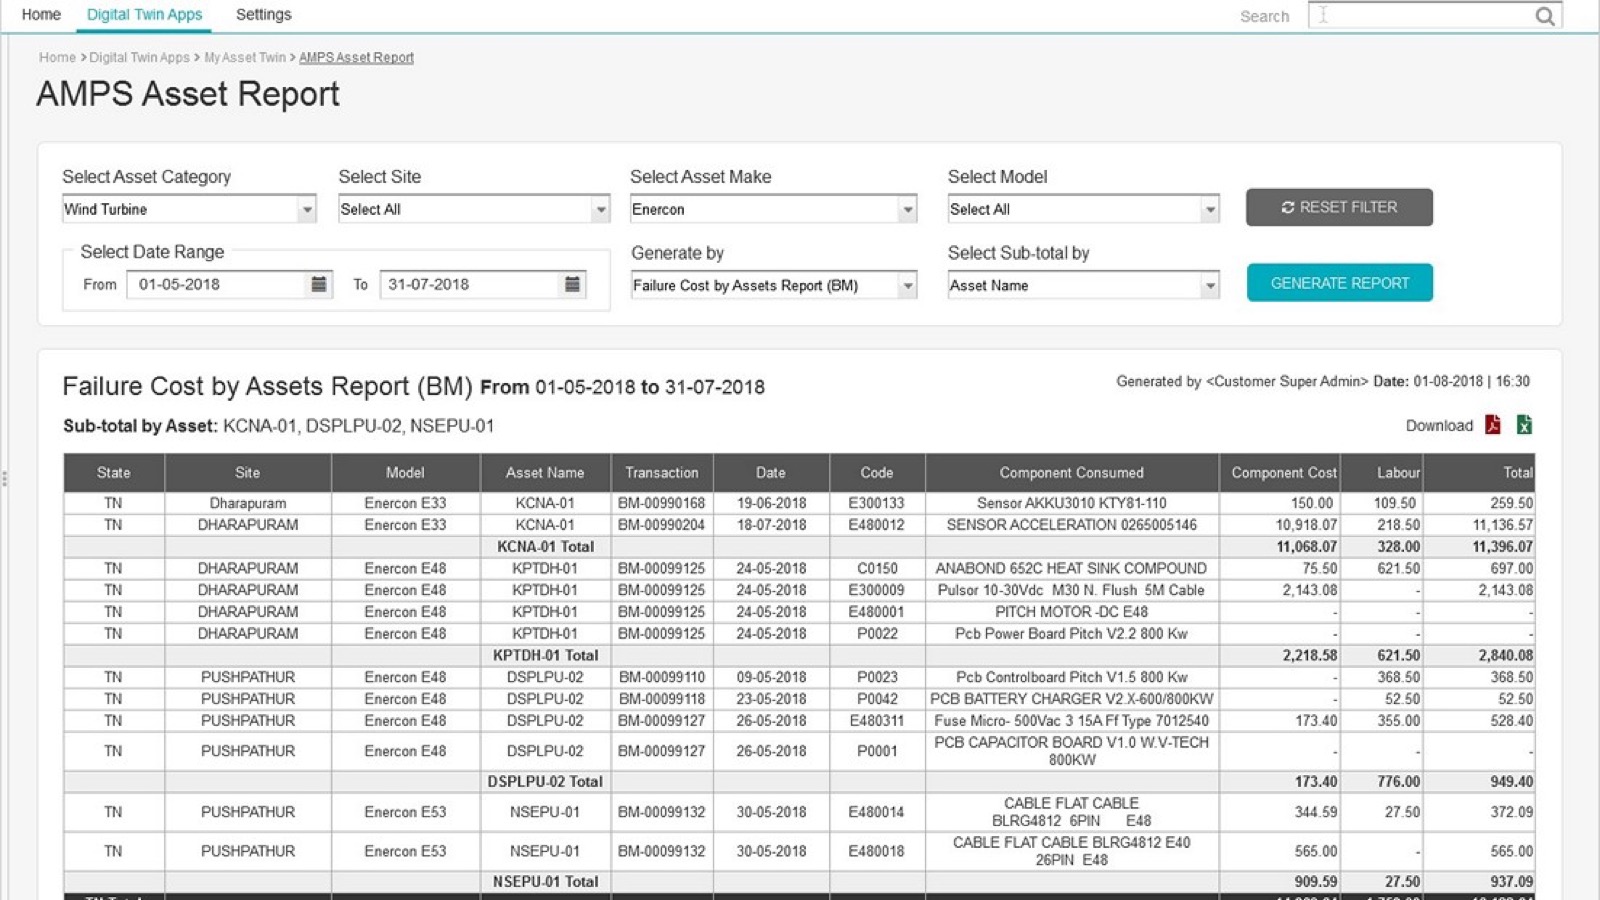 Home Digital Twin Apps Settings Search
Home > Digital Twin Apps > My Asset Twin > AMPS Asset Report
AMPS Asset Report
Select Asset Category Select Site Select Asset Make Select Model
Wind Turbine Select All Enercon Select All RESET FILTER
Select Date Range Generate by Select Sub-total by
From 01-05-2018 To 31-07-2018 Failure Cost by Assets Report (BM) Asset Name GENERATE REPORT
Failure Cost by Assets Report (BM) From 01-05-2018 to 31-07-2018 Generated by <Customer Super Admin> Date: 01-08-2018 | 16:30
Sub-total by Asset: KCNA-01, DSPLPU-02, NSEPU-01 Download
State Site Model Asset Name Transaction Date Code Component Consumed Component Cost Labour Total
TN Dharapuram Enercon E33 KCNA-01 BM-00990168 19-06-2018 E300133 Sensor AKKU3010 KTY81-110 150.00 109.50 259.50
TN DHARAPURAM Enercon E33 KCNA-01 BM-00990204 18-07-2018 E480012 SENSOR ACCELERATION 0265005146 10,918.07 218.50 11,136.57
KCNA-01 Total 11,068.07 328.00 11,396.07
TN DHARAPURAM Enercon E48 KPTDH-01 BM-00099125 24-05-2018 C0150 ANABOND 652C HEAT SINK COMPOUND 75.50 621.50 697.00
TN DHARAPURAM Enercon E48 KPTDH-01 BM-00099125 24-05-2018 E300009 Pulsor 10-30Vdc M30 N. Flush 5M Cable 2,143.08 - 2,143.08
TN DHARAPURAM Enercon E48 KPTDH-01 BM-00099125 24-05-2018 E480001 PITCH MOTOR -DC E48 - - -
TN DHARAPURAM Enercon E48 KPTDH-01 BM-00099125 24-05-2018 P0022 Pcb Power Board Pitch V2.2 800 Kw - - -
KPTDH-01 Total 2,218.58 621.50 2,840.08
TN PUSHPATHUR Enercon E48 DSPLPU-02 BM-00099110 09-05-2018 P0023 Pcb Controlboard Pitch V1.5 800 Kw - 368.50 368.50
TN PUSHPATHUR Enercon E48 DSPLPU-02 BM-00099118 23-05-2018 P0042 PCB BATTERY CHARGER V2.X-600/800KW - 52.50 52.50
TN PUSHPATHUR Enercon E48 DSPLPU-02 BM-00099127 26-05-2018 E480311 Fuse Micro- 500Vac 3 15A Ff Type 7012540 173.40 355.00 528.40
TN PUSHPATHUR Enercon E48 DSPLPU-02 BM-00099127 26-05-2018 P0001 PCB CAPACITOR BOARD V1.0 W.V-TECH - - -
800KW
DSPLPU-02 Total 173.40 776.00 949.40
TN PUSHPATHUR Enercon E53 NSEPU-01 BM-00099132 30-05-2018 E480014 CABLE FLAT CABLE 344.59 27.50 372.09
BLRG4812 6PIN E48
TN PUSHPATHUR Enercon E53 NSEPU-01 BM-00099132 30-05-2018 E480018 CABLE FLAT CABLE BLRG4812 E40 565.00 - 565.00
26PIN E48
NSEPU-01 Total 909.59 27.50 937.09